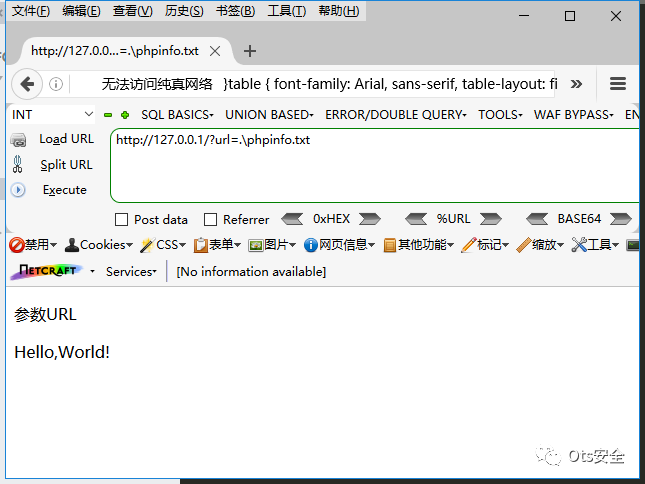 文件(F) 编辑(E) 查看(V) 历史(S) 书签(B) 工具(T) 帮助(H)
http://127.0.0...=.\phpinfo.txt
无法访问纯真网络 }table { font-family: Arial, sans-serif, table-layout: fi
INT SQL BASICS UNION BASED ERROR/DOUBLE QUERY TOOLS WAF BYPASS EN
Load URL http://127.0.0.1/?url=.\phpinfo.txt
Split URL
Execute
Post data Referrer 0xHEX %URL BASE64
禁用 Cookies CSS 表单 图片 网页信息 其他功能 标记 缩放 工具
NETCRAFT Services [No information available]
参数URL
Hello,World!
Ots安全